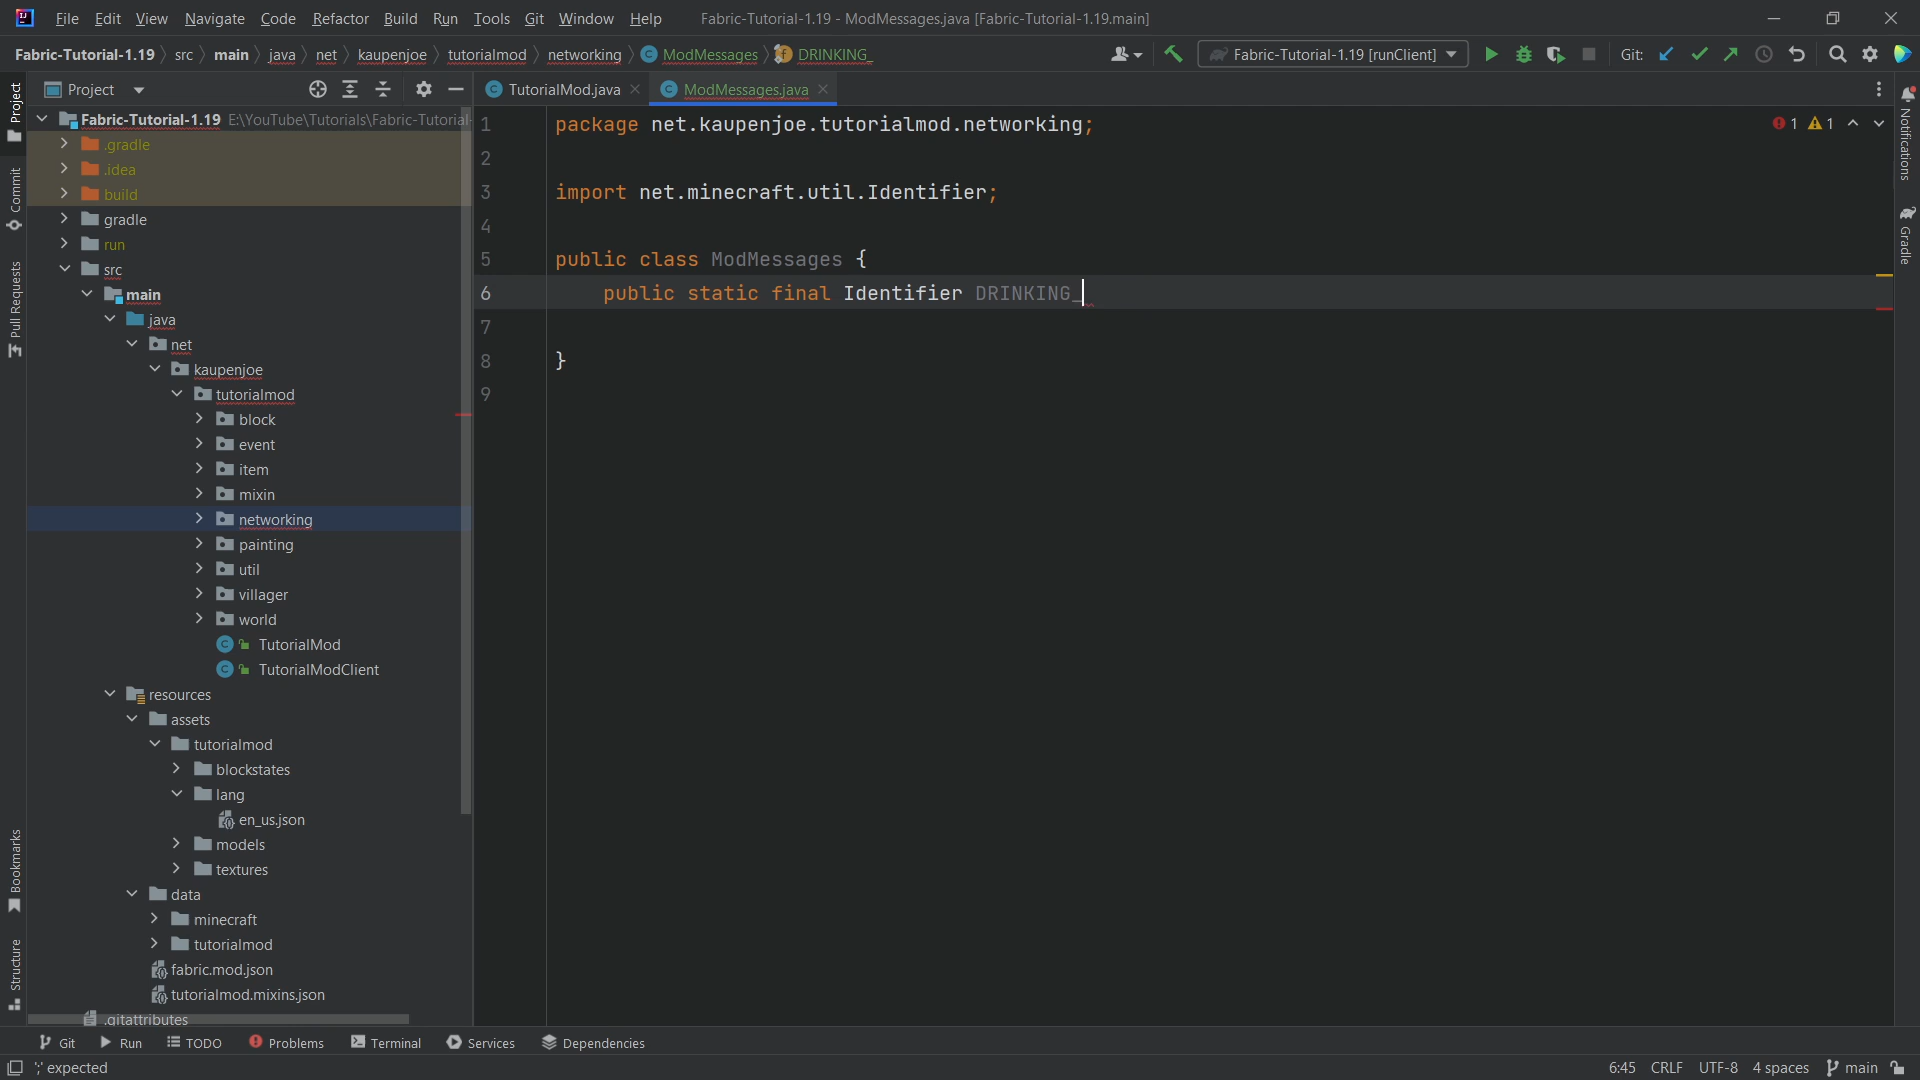 File Edit View Navigate Code Refactor Build Run Tools Git Window Help Fabric-Tutorial-1.19 - ModMessages.java [Fabric-Tutorial-1.19.main]
Fabric-Tutorial-1.19 src main java net kaupenjoe tutorialmod networking ModMessages DRINKING_ Fabric-Tutorial-1.19 [runClient] Git:
Project TutorialMod.java ModMessages.java
Fabric-Tutorial-1.19 E:\YouTube\Tutorials\Fabric-Tutorial-
.gradle
.idea
build
gradle
run
src
main
java
net
kaupenjoe
tutorialmod
block
event
item
mixin
networking
painting
util
villager
world
TutorialMod
TutorialModClient
resources
assets
tutorialmod
blockstates
lang
en_us.json
models
textures
data
minecraft
tutorialmod
fabric.mod.json
tutorialmod.mixins.json
.gitattributes
1 package net.kaupenjoe.tutorialmod.networking;
2
3 import net.minecraft.util.Identifier;
4
5 public class ModMessages {
6 public static final Identifier DRINKING_
7
8 }
9
1 1
Project
Commit
Pull Requests
Bookmarks
Structure
Notifications
Gradle
Git Run TODO Problems Terminal Services Dependencies
';' expected 6:45 CRLF UTF-8 4 spaces main